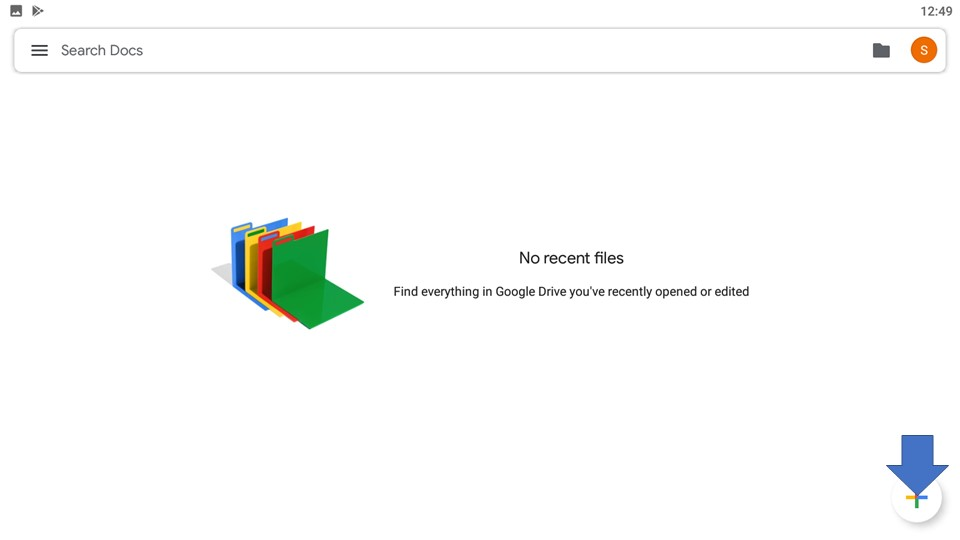 12:49
Search Docs
S
No recent files
Find everything in Google Drive you've recently opened or edited